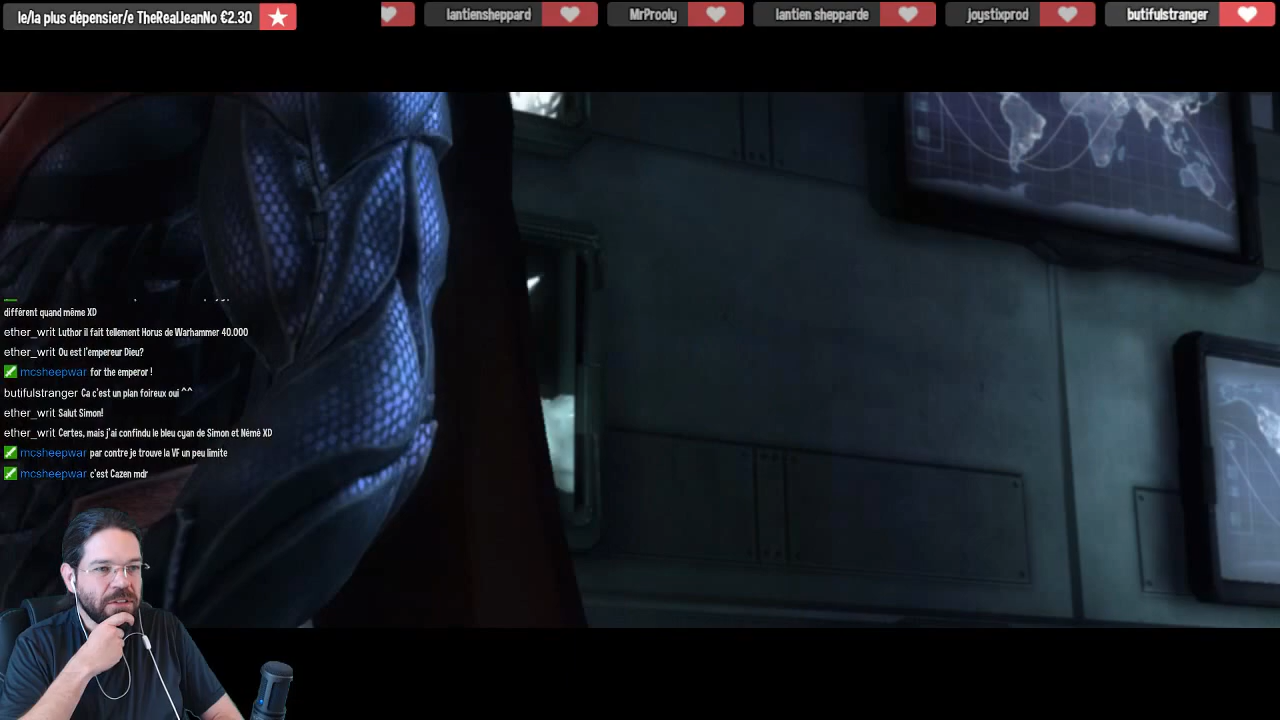 le/la plus dépensier/e TheRealJeanNo €2.30
lantiensheppard
MrProoly
lantien shepparde
joystixprod
butifulstranger
différent quand même XD
ether_writ Luthor il fait tellement Horus de Warhammer 40.000
ether_writ Ou est l'empereur Dieu?
mcsheepwar for the emperor !
butifulstranger Ca c'est un plan foireux oui ^^
ether_writ Salut Simon!
ether_writ Certes, mais j'ai confindu le bleu cyan de Simon et Némé XD
mcsheepwar par contre je trouve la VF un peu limite
mcsheepwar c'est Cazen mdr